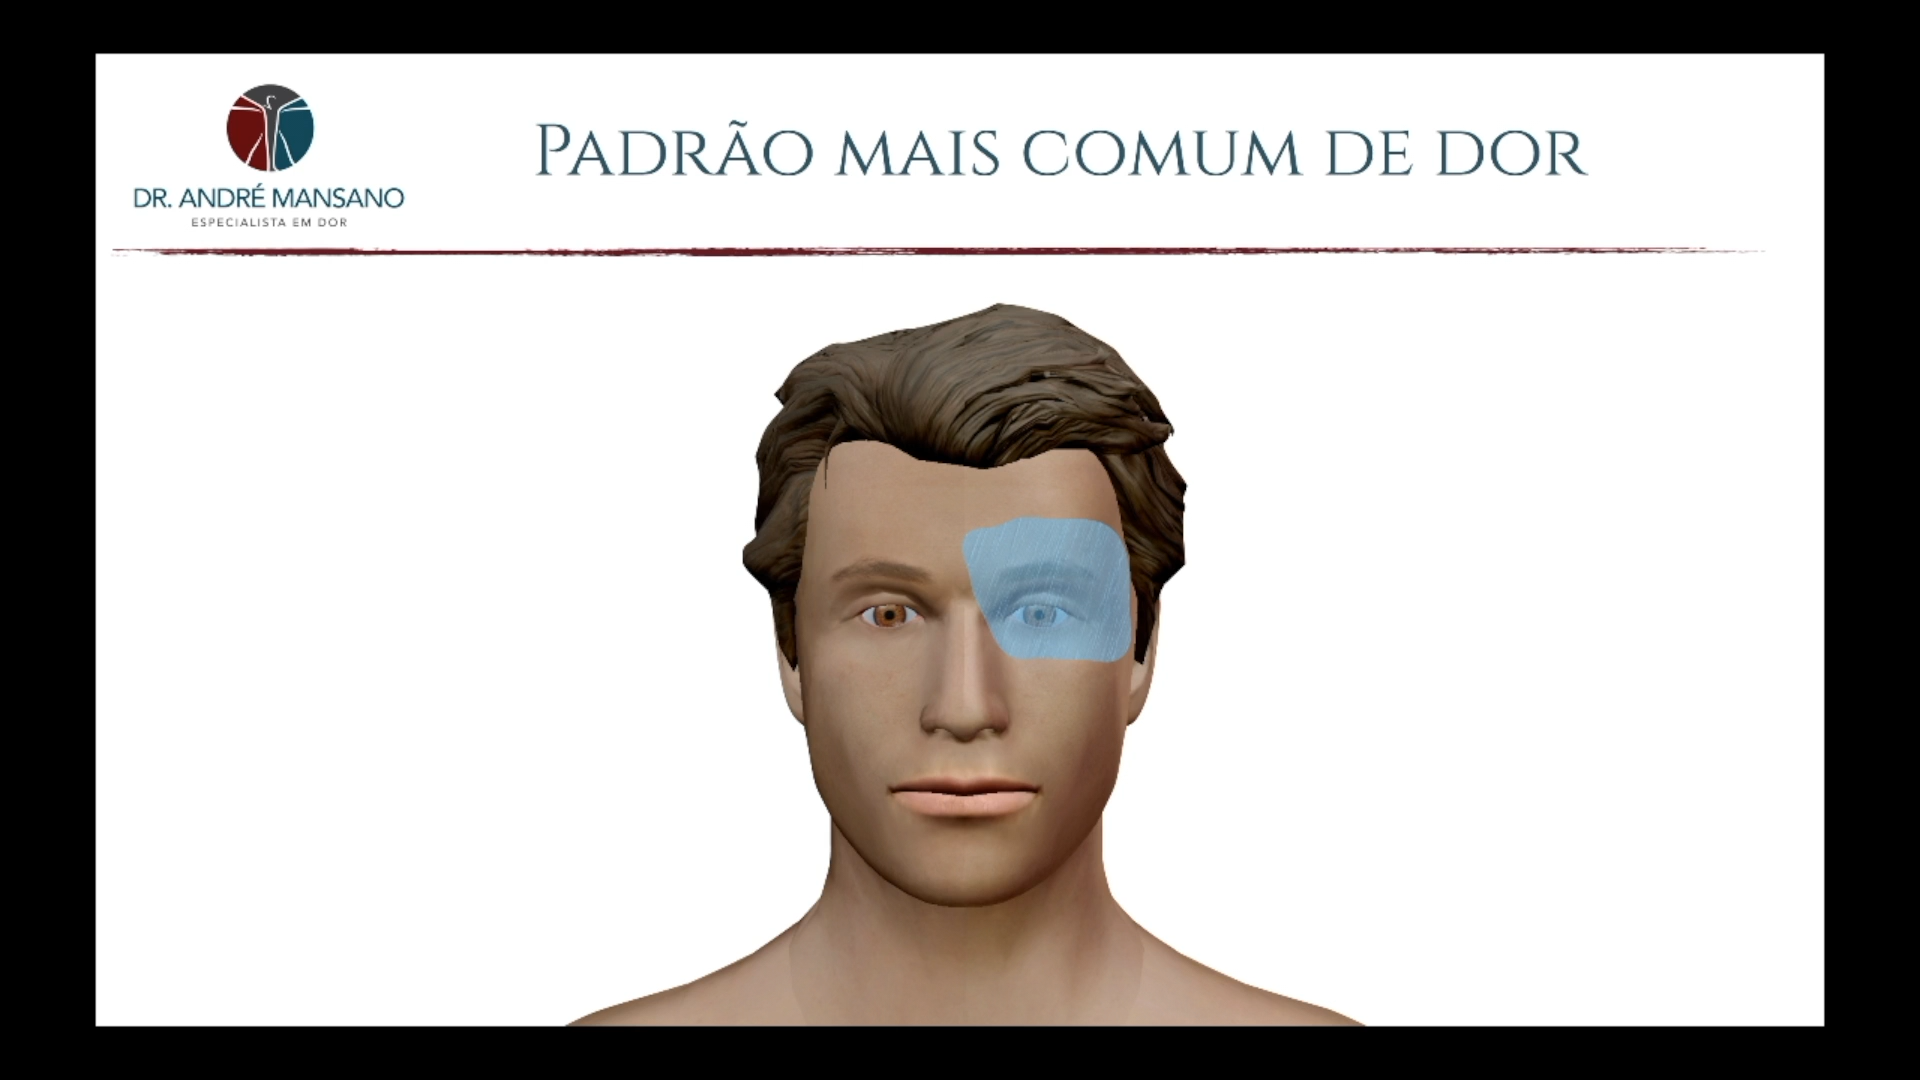 PADRÃO MAIS COMUM DE DOR
DR. ANDRÉ MANSANO
ESPECIALISTA EM DOR